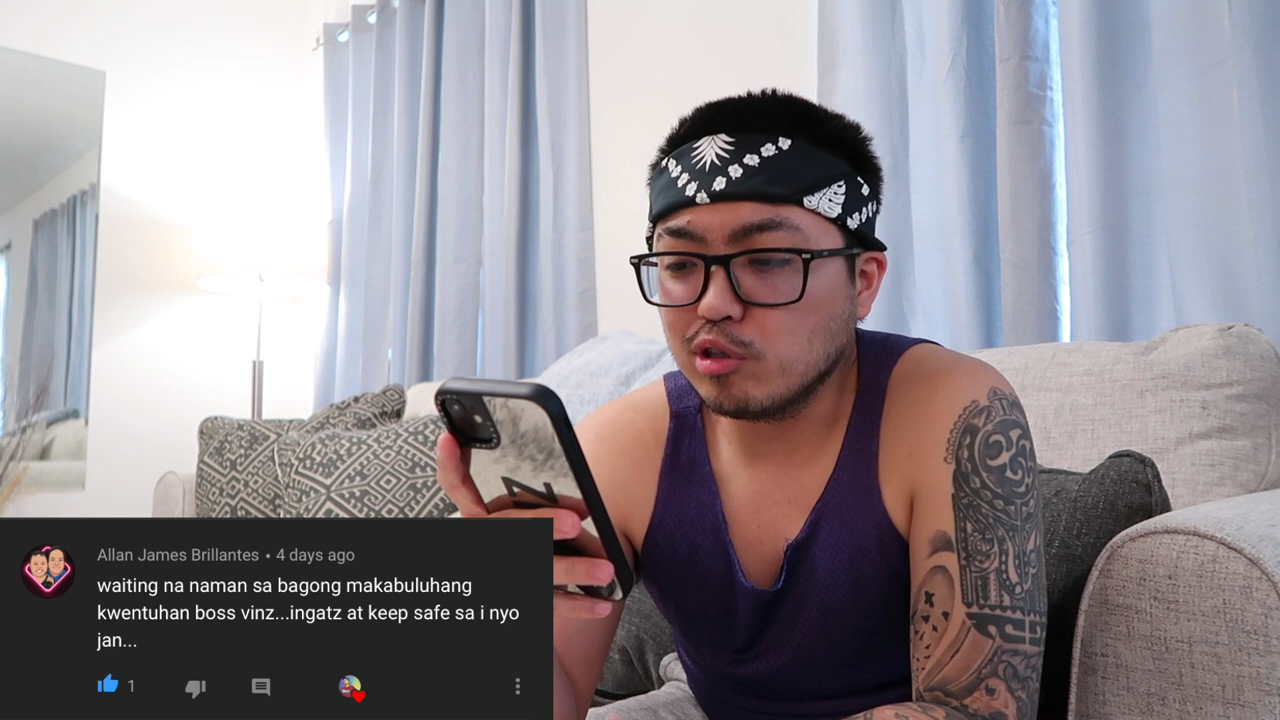 Allan James Brillantes • 4 days ago
waiting na naman sa bagong makabuluhang
kwentuhan boss vinz...ingatz at keep safe sa i nyo
jan...
1